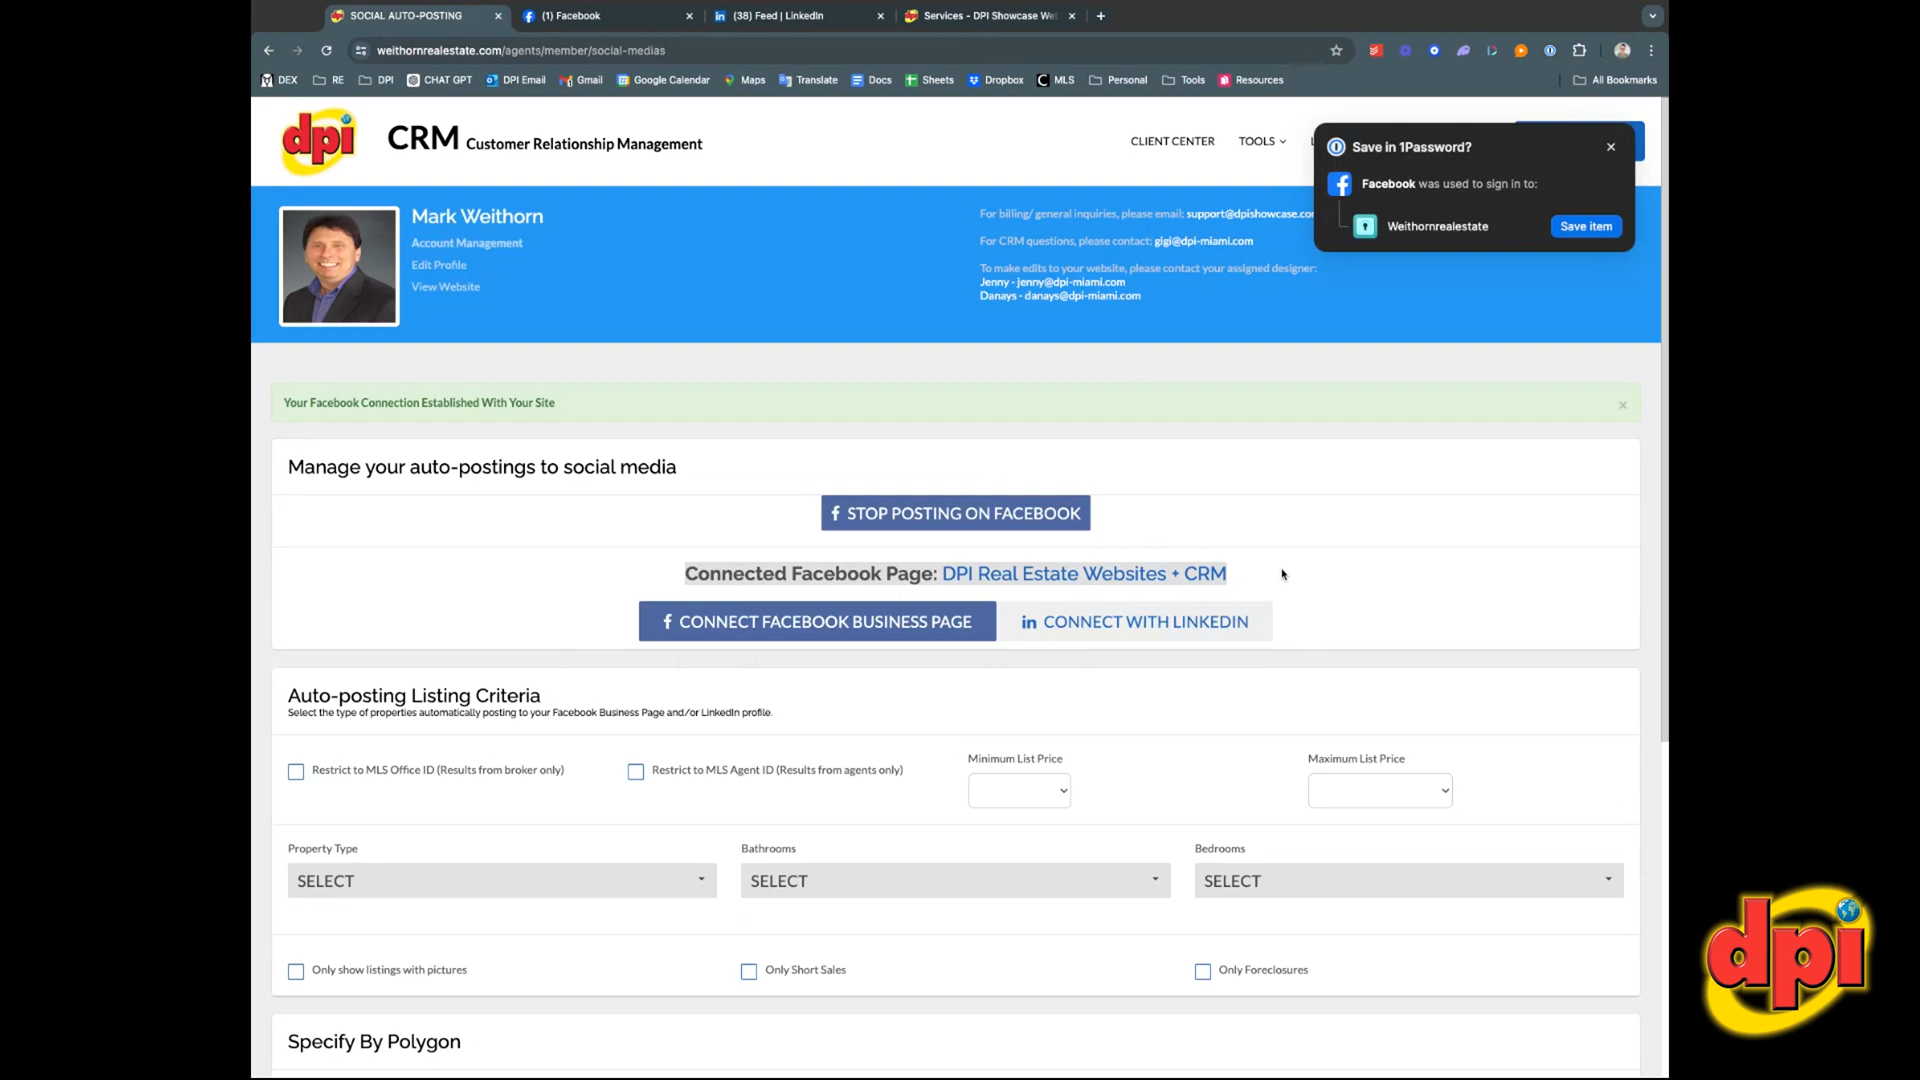 SOCIAL AUTO-POSTING
(1) Facebook
(38) Feed | LinkedIn
Services - DPI Showcase We
weithornrealestate.com/agents/member/social-medias
DEX
RE
DPI
CHAT GPT
DPI Email
Gmail
Google Calendar
Maps
Translate
Docs
Sheets
Dropbox
MLS
Personal
Tools
Resources
All Bookmarks
dpi
CRM Customer Relationship Management
CLIENT CENTER
TOOLS
Save in 1Password?
Facebook was used to sign in to:
Weithornrealestate
Save item
Mark Weithorn
Account Management
Edit Profile
View Website
For billing/ general inquiries, please email: support@dpishowcase.co
For CRM questions, please contact: gigi@dpi-miami.com
To make edits to your website, please contact your assigned designer:
Jenny - jenny@dpi-miami.com
Danays - danays@dpi-miami.com
Your Facebook Connection Established With Your Site
Manage your auto-postings to social media
STOP POSTING ON FACEBOOK
Connected Facebook Page: DPI Real Estate Websites + CRM
CONNECT FACEBOOK BUSINESS PAGE
CONNECT WITH LINKEDIN
Auto-posting Listing Criteria
Select the type of properties automatically posting to your Facebook Business Page and/or LinkedIn profile.
Restrict to MLS Office ID (Results from broker only)
Restrict to MLS Agent ID (Results from agents only)
Minimum List Price
Maximum List Price
Property Type
Bathrooms
Bedrooms
SELECT
SELECT
SELECT
Only show listings with pictures
Only Short Sales
Only Foreclosures
Specify By Polygon
dpi